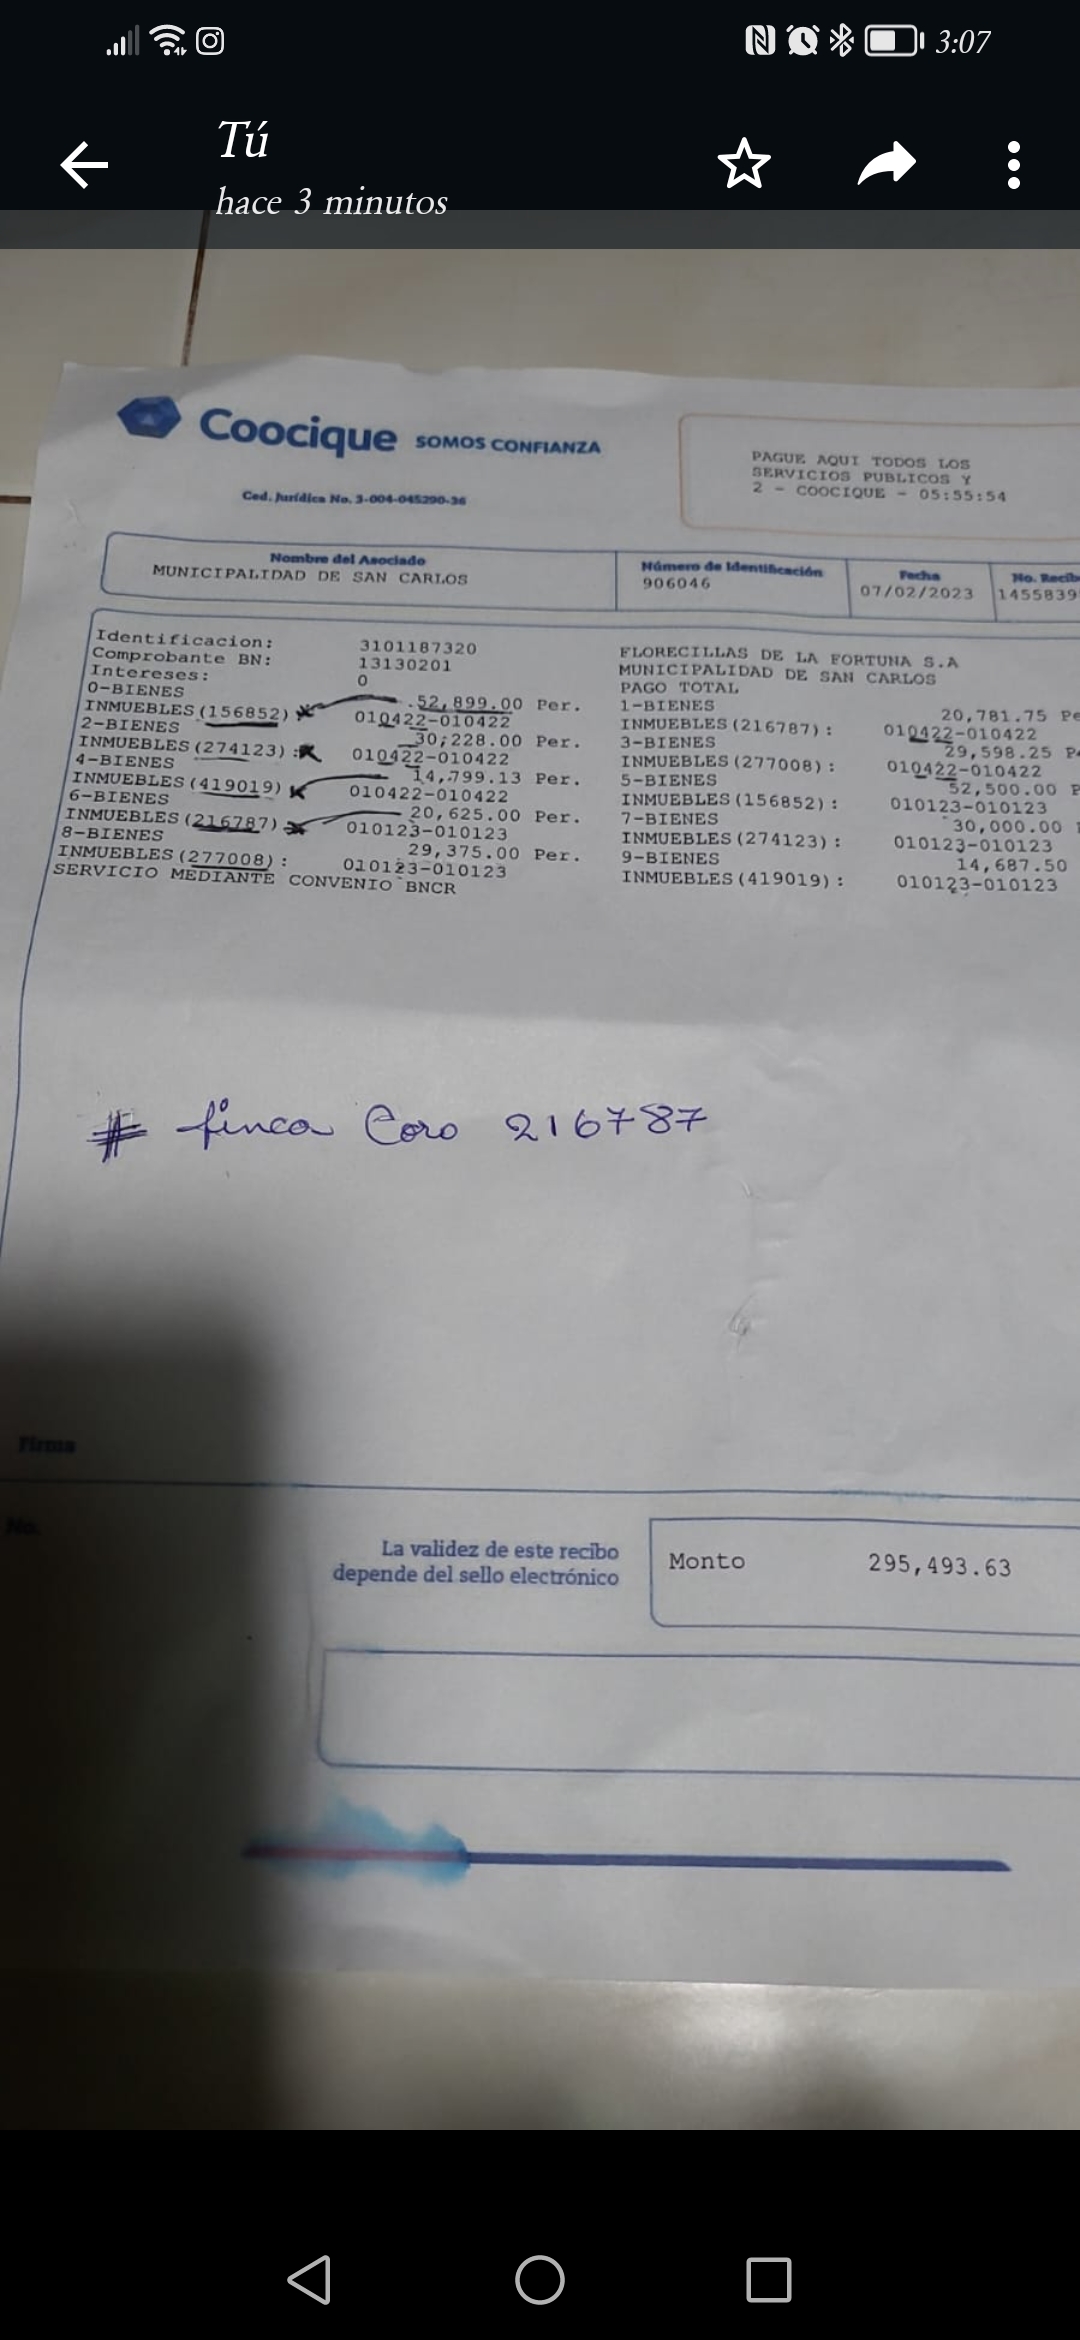 3:07
Tú
hace 3 minutos
Coocique SOMOS CONFIANZA
Ced. Jurídica No. 3-004-045290-36
PAGUE AQUI TODOS LOS
SERVICIOS PUBLICOS Y
2 - COOCIQUE - 05:55:54
Nombre del Asociado
MUNICIPALIDAD DE SAN CARLOS
Número de Identificación
906046
Fecha
07/02/2023
No. Recib
1455839
Identificacion: 3101187320
Comprobante BN: 13130201
Intereses: 0
0-BIENES 52,899.00 Per.
INMUEBLES(156852) 010422-010422
2-BIENES 30,228.00 Per.
INMUEBLES(274123): 010422-010422
4-BIENES 14,799.13 Per.
INMUEBLES(419019) 010422-010422
6-BIENES 20,625.00 Per.
INMUEBLES(216787) 010123-010123
8-BIENES 29,375.00 Per.
INMUEBLES(277008): 010123-010123
SERVICIO MEDIANTE CONVENIO BNCR
FLORECILLAS DE LA FORTUNA S.A
MUNICIPALIDAD DE SAN CARLOS
PAGO TOTAL
1-BIENES 20,781.75 Pe
INMUEBLES(216787): 010422-010422
3-BIENES 29,598.25 P
INMUEBLES(277008): 010422-010422
5-BIENES 52,500.00 P
INMUEBLES(156852): 010123-010123
7-BIENES 30,000.00
INMUEBLES(274123): 010123-010123
9-BIENES 14,687.50
INMUEBLES(419019): 010123-010123
# finca Coro 216787
Firma
No.
La validez de este recibo
depende del sello electrónico
Monto 295,493.63